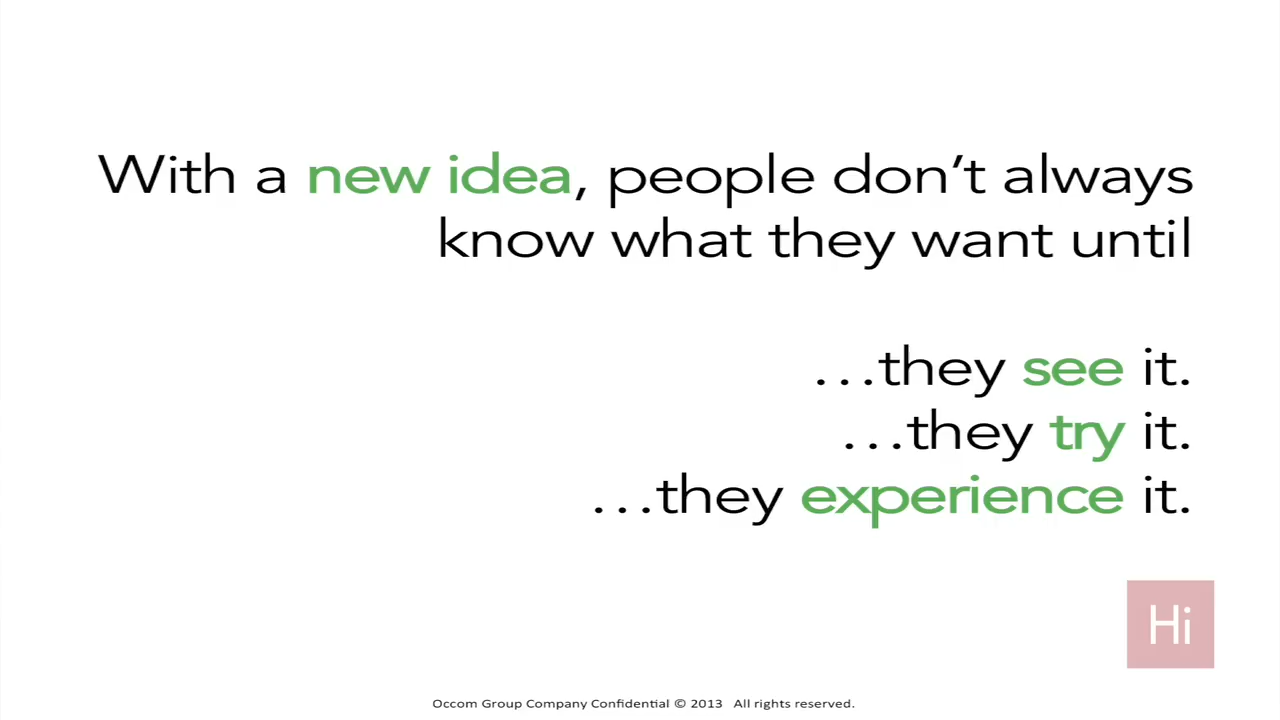 With a new idea, people don’t always
know what they want until
…they see it.
…they try it.
…they experience it.
Hi
Occom Group Company Confidential © 2013   All rights reserved.